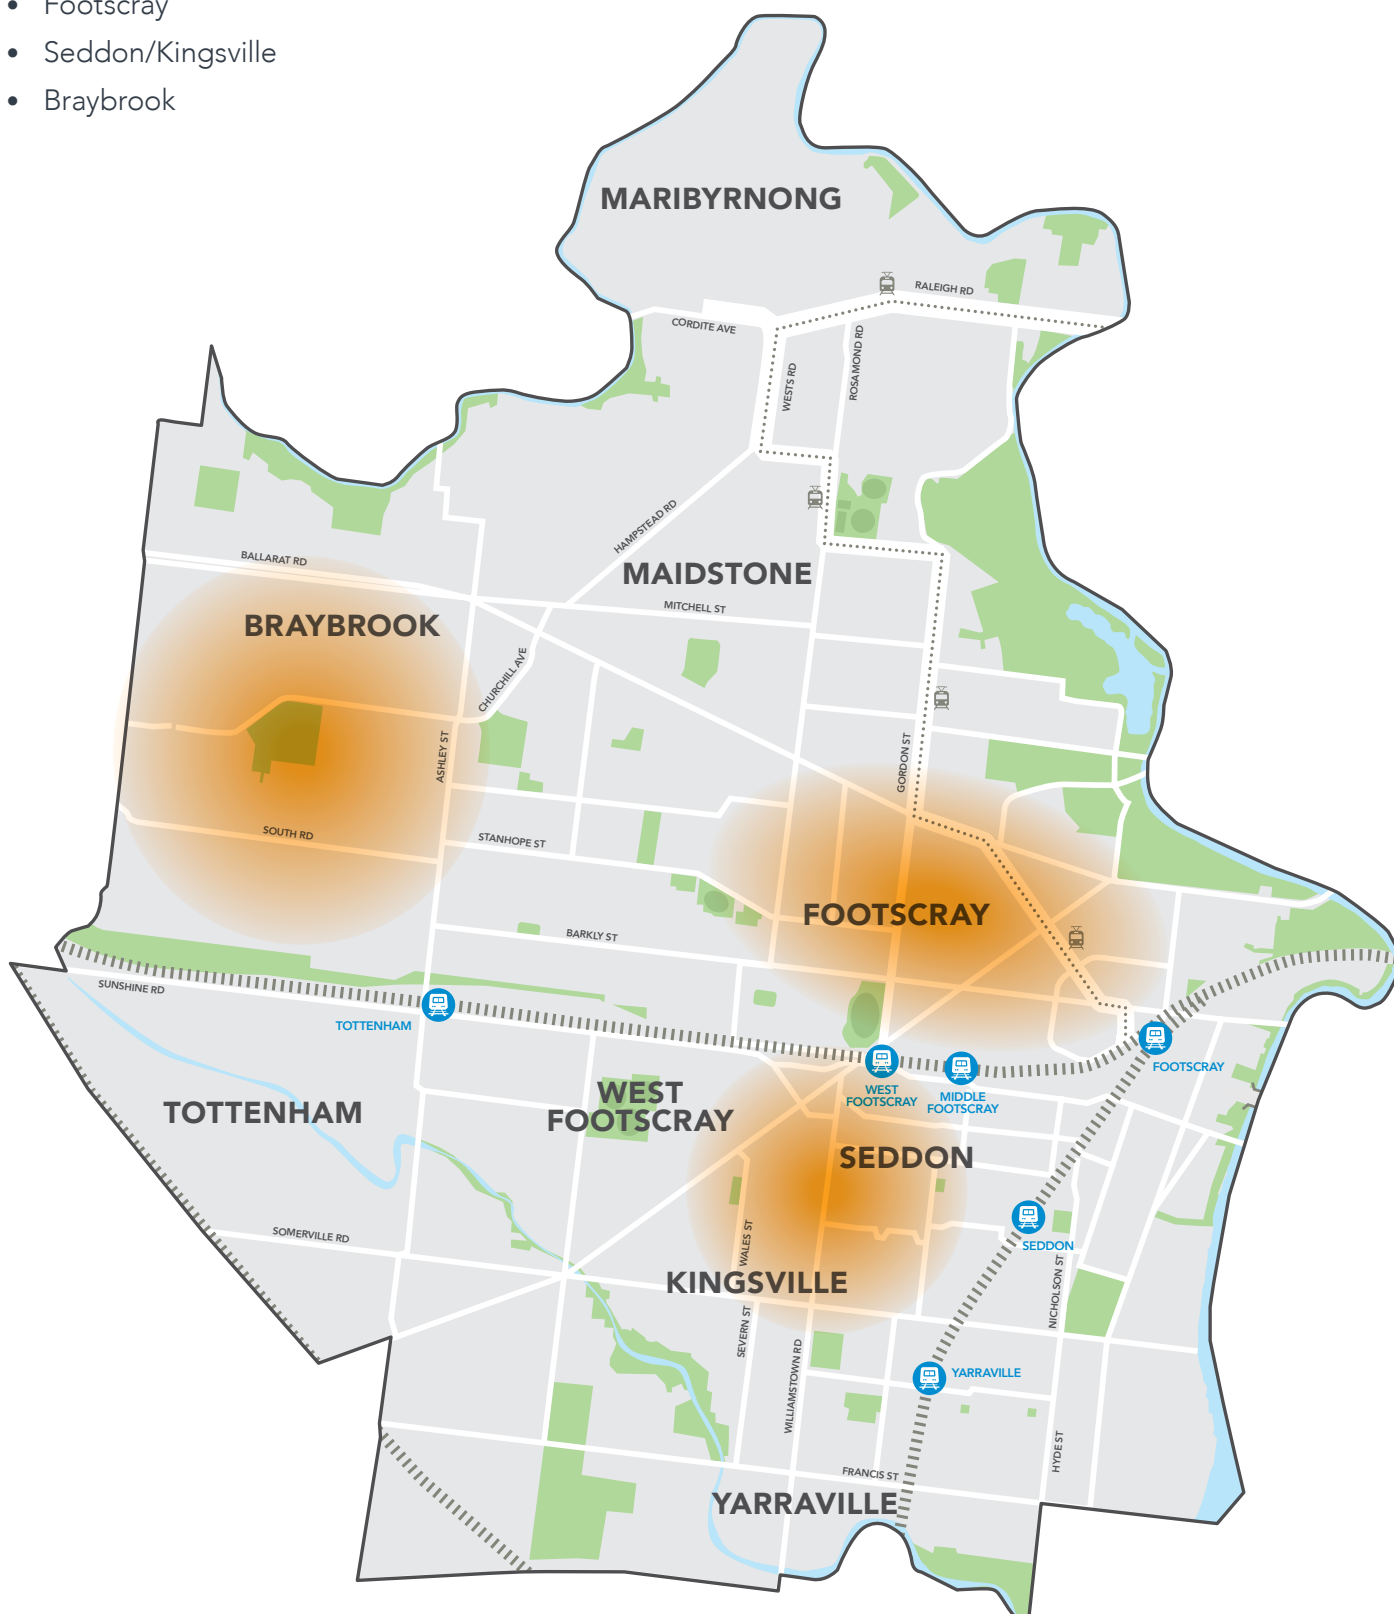 • Footscray
• Seddon/Kingsville
• Braybrook
MARIBYRNONG
RALEIGH RD
CORDITE AVE
ROSAMOND RD
WESTS RD
HAMPSTEAD RD
BALLARAT RD
MAIDSTONE
MITCHELL ST
BRAYBROOK
CHURCHILL AVE
ASHLEY ST
GORDON ST
SOUTH RD
STANHOPE ST
FOOTSCRAY
BARKLY ST
SUNSHINE RD
TOTTENHAM
FOOTSCRAY
WEST
FOOTSCRAY
MIDDLE
FOOTSCRAY
WEST
FOOTSCRAY
TOTTENHAM
SEDDON
SOMERVILLE RD
WALES ST
SEDDON
KINGSVILLE
NICHOLSON ST
SEVERN ST
WILLIAMSTOWN RD
YARRAVILLE
HYDE ST
FRANCIS ST
YARRAVILLE